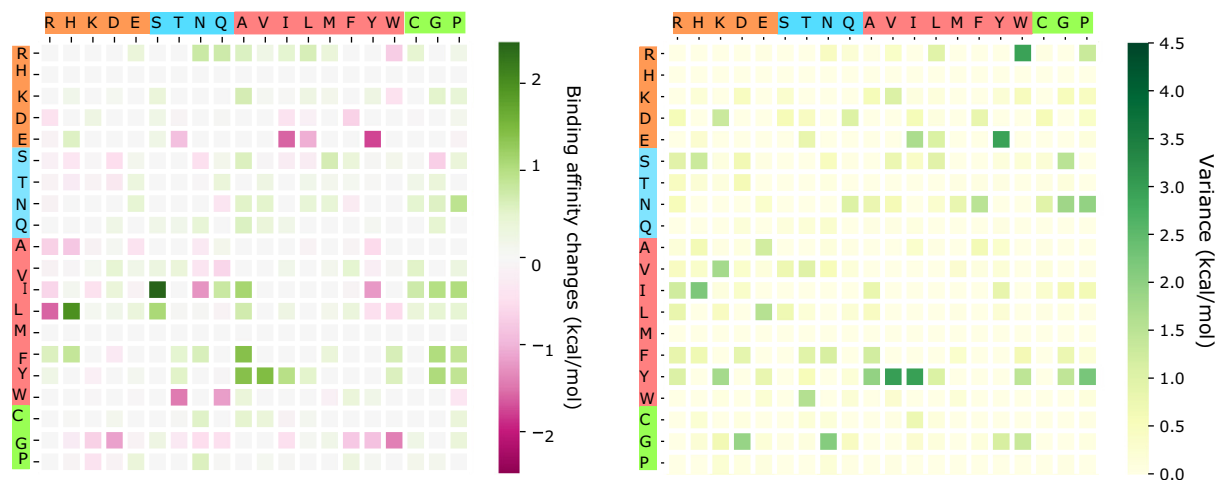 R H K D E S T N Q A V I L M F Y W C G P
R
H
K
D
E
S
T
N
Q
A
V
I
L
M
F
Y
W
C
G
P
2
1
0
−1
−2
Binding affinity changes (kcal/mol)
R H K D E S T N Q A V I L M F Y W C G P
R
H
K
D
E
S
T
N
Q
A
V
I
L
M
F
Y
W
C
G
P
4.5
4.0
3.5
3.0
2.5
2.0
1.5
1.0
0.5
0.0
Variance (kcal/mol)